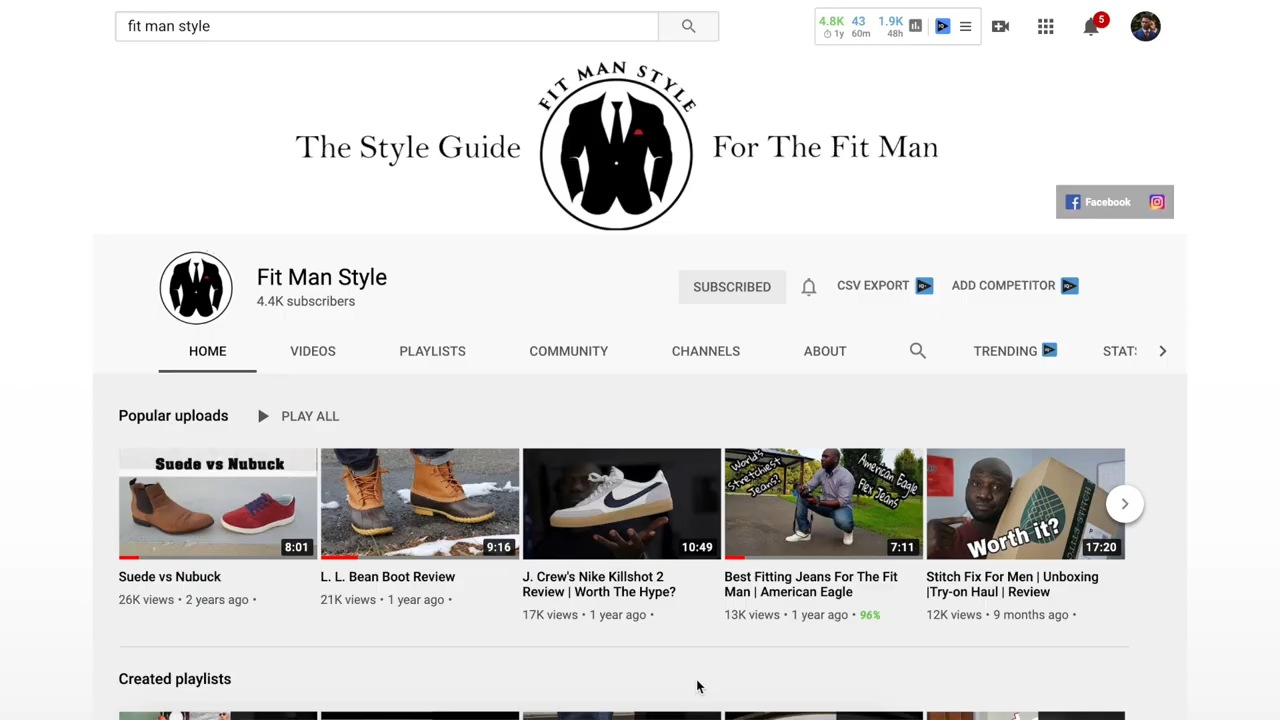 fit man style
4.8K 43 1.9K
1y 60m 48h
5
FIT MAN STYLE
The Style Guide
For The Fit Man
Facebook
Fit Man Style
4.4K subscribers
SUBSCRIBED
CSV EXPORT
ADD COMPETITOR
HOME VIDEOS PLAYLISTS COMMUNITY CHANNELS ABOUT TRENDING STATS
Popular uploads PLAY ALL
Suede vs Nubuck
8:01
9:16
10:49
World's
Stretchiest
Jeans?
American
Eagle
Flex Jeans
7:11
Worth it?
17:20
Suede vs Nubuck
26K views • 2 years ago •
L. L. Bean Boot Review
21K views • 1 year ago •
J. Crew's Nike Killshot 2
Review | Worth The Hype?
17K views • 1 year ago •
Best Fitting Jeans For The Fit
Man | American Eagle
13K views • 1 year ago • 96%
Stitch Fix For Men | Unboxing
|Try-on Haul | Review
12K views • 9 months ago •
Created playlists